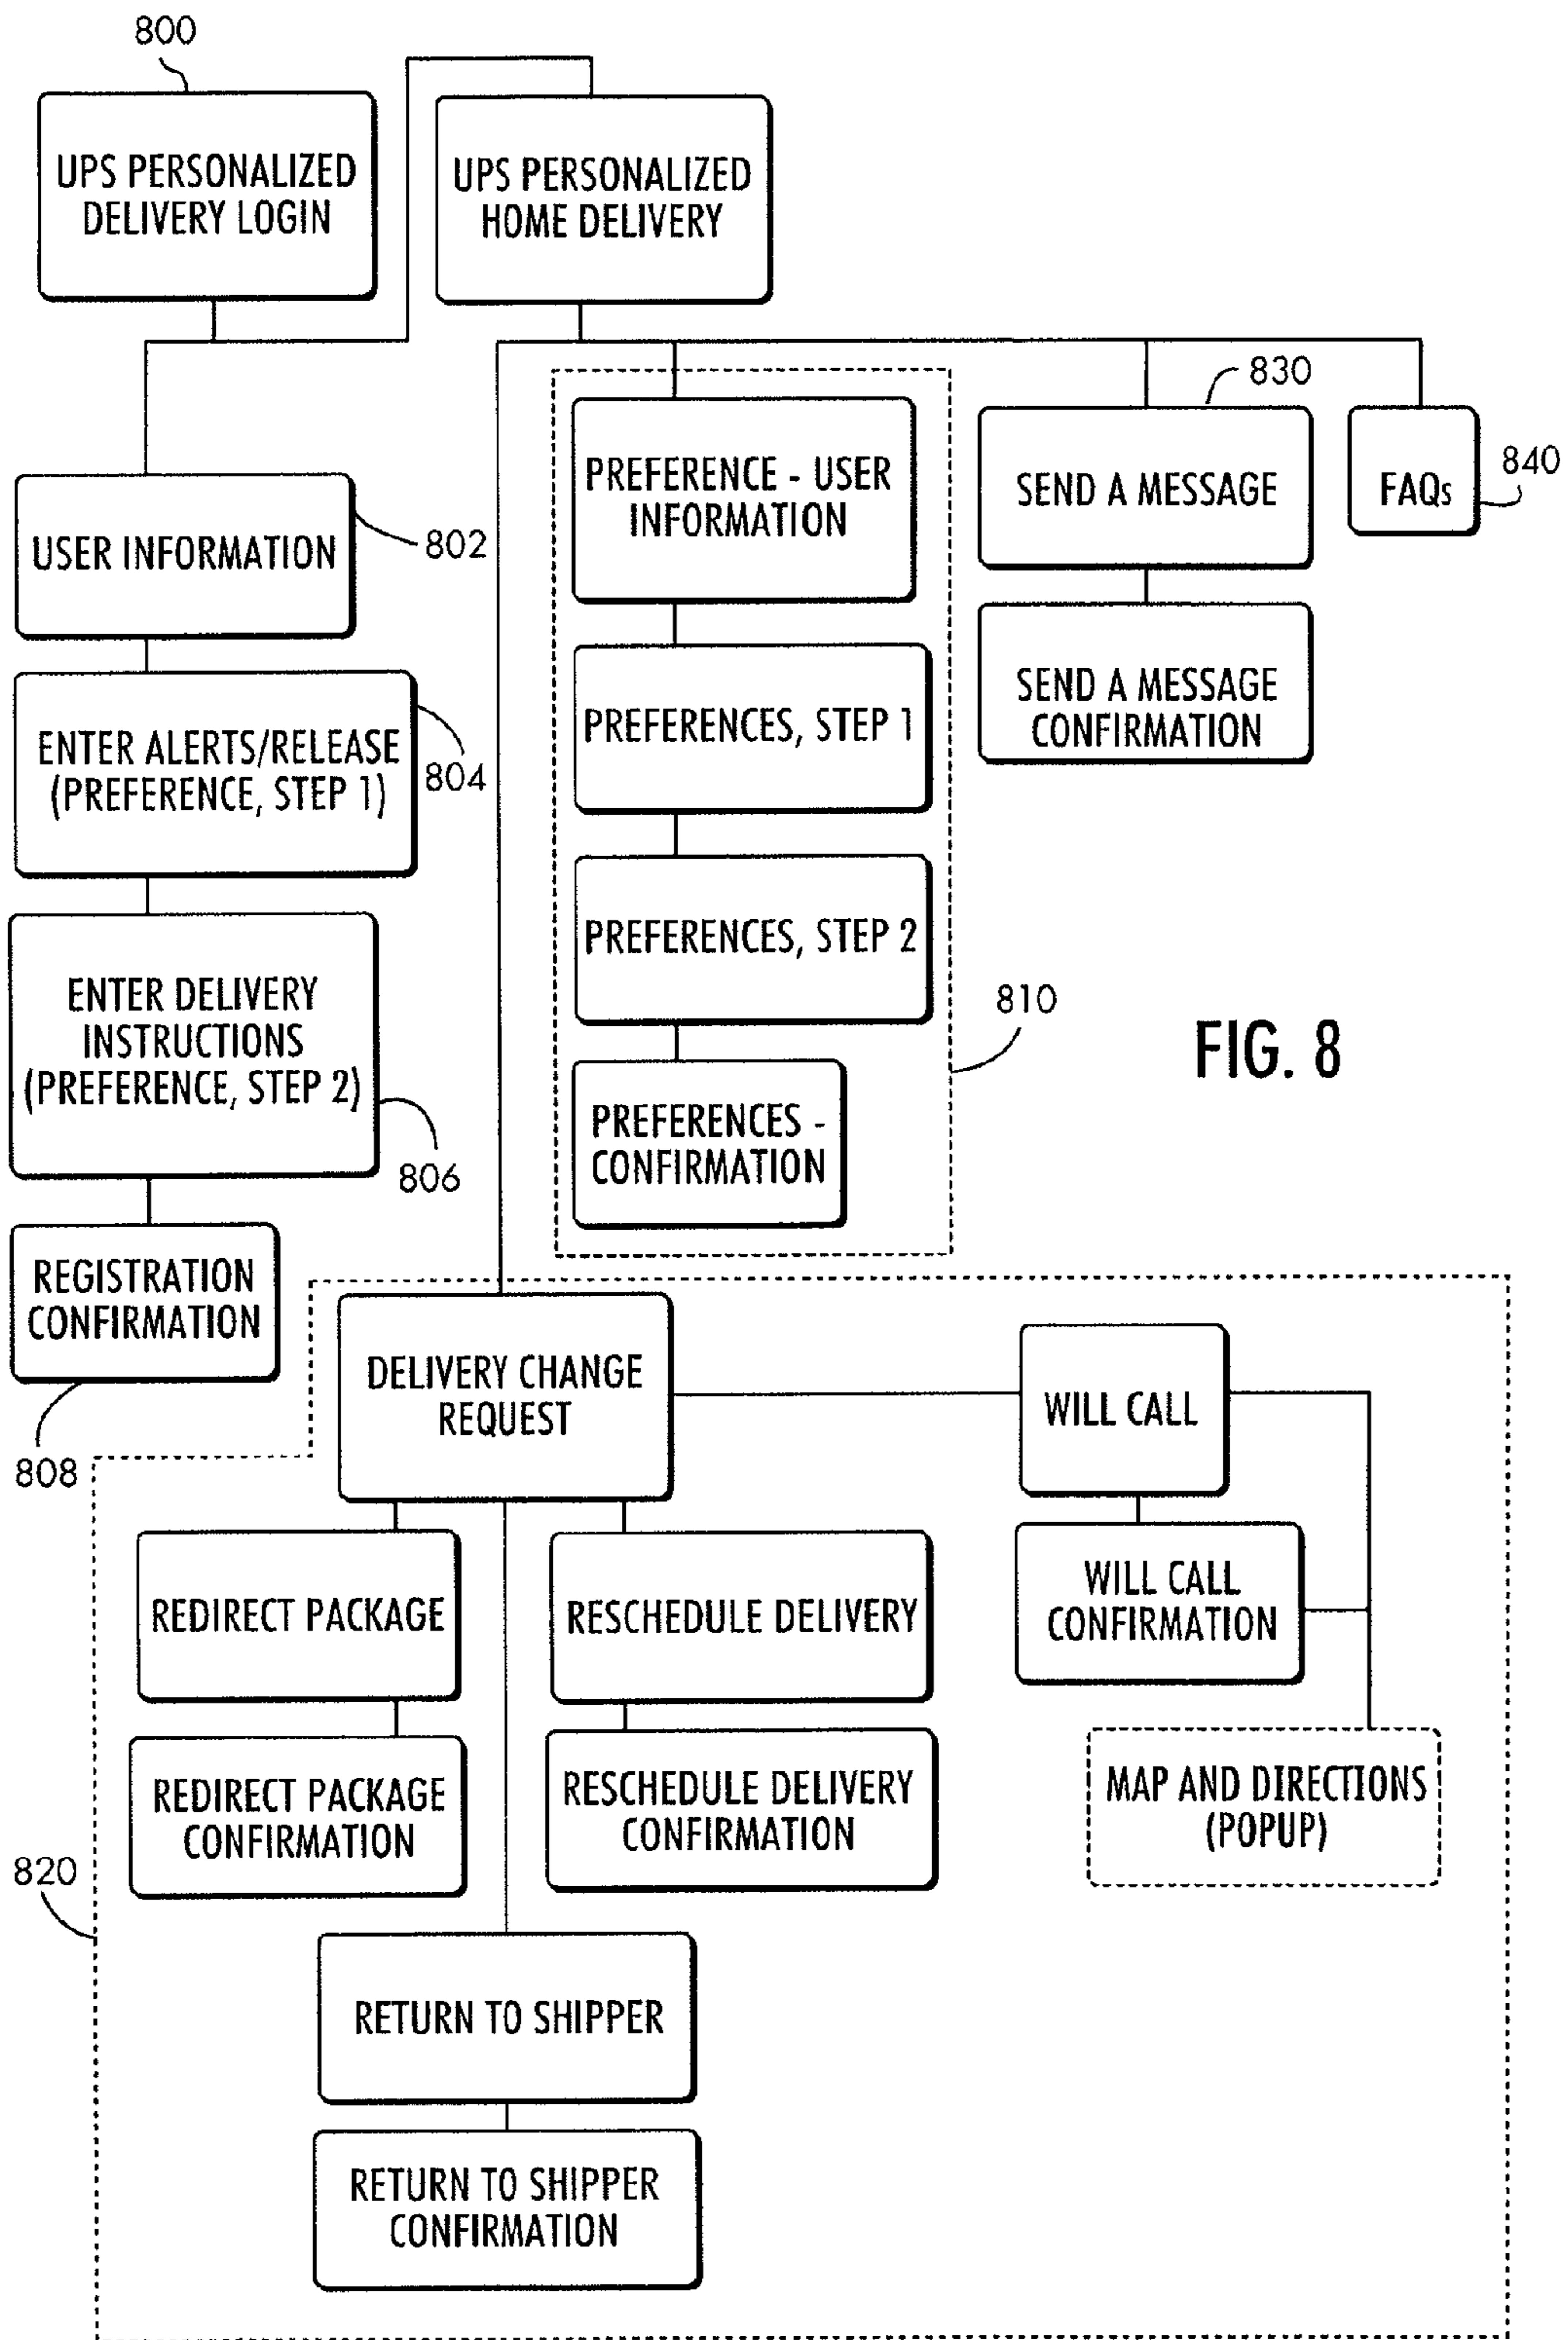 800
UPS PERSONALIZED
DELIVERY LOGIN
UPS PERSONALIZED
HOME DELIVERY
USER INFORMATION
802
ENTER ALERTS/RELEASE
(PREFERENCE, STEP 1)
804
ENTER DELIVERY
INSTRUCTIONS
(PREFERENCE, STEP 2)
806
REGISTRATION
CONFIRMATION
808
PREFERENCE - USER
INFORMATION
PREFERENCES, STEP 1
PREFERENCES, STEP 2
PREFERENCES -
CONFIRMATION
810
830
SEND A MESSAGE
SEND A MESSAGE
CONFIRMATION
FAQs
840
FIG. 8
DELIVERY CHANGE
REQUEST
WILL CALL
WILL CALL
CONFIRMATION
MAP AND DIRECTIONS
(POPUP)
REDIRECT PACKAGE
REDIRECT PACKAGE
CONFIRMATION
RESCHEDULE DELIVERY
RESCHEDULE DELIVERY
CONFIRMATION
820
RETURN TO SHIPPER
RETURN TO SHIPPER
CONFIRMATION